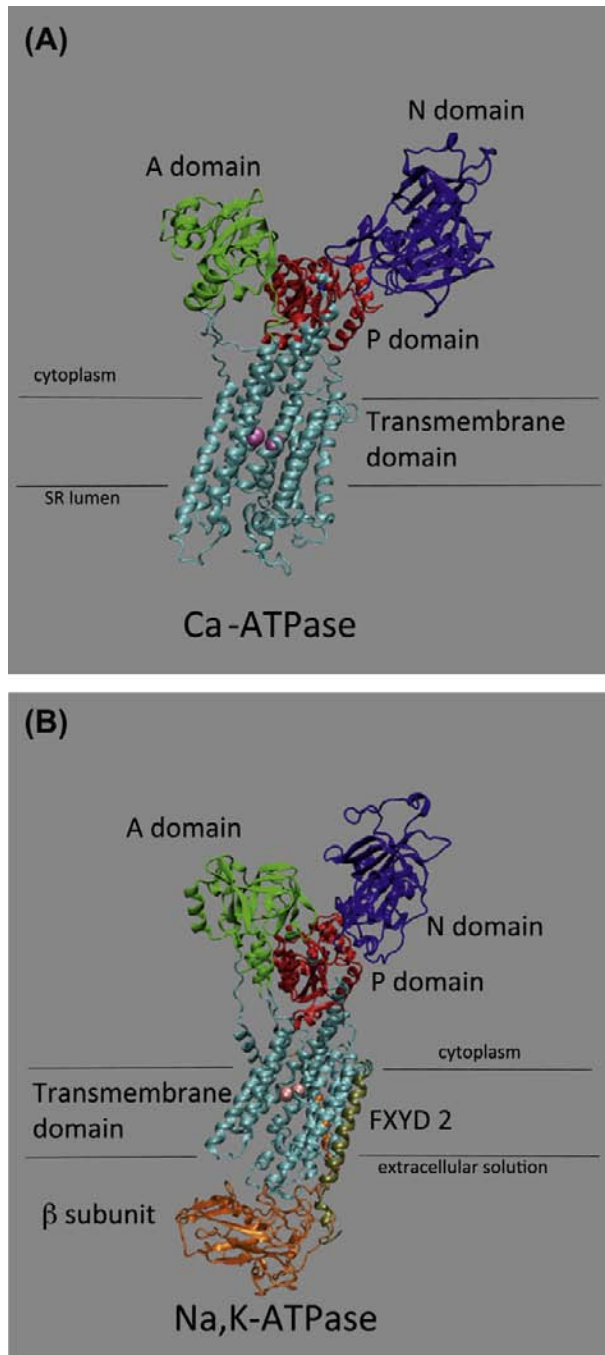 (A)
N domain
A domain
P domain
cytoplasm
Transmembrane
domain
SR lumen
Ca-ATPase
(B)
A domain
N domain
P domain
cytoplasm
Transmembrane
domain
FXYD 2
extracellular solution
β subunit
Na,K-ATPase